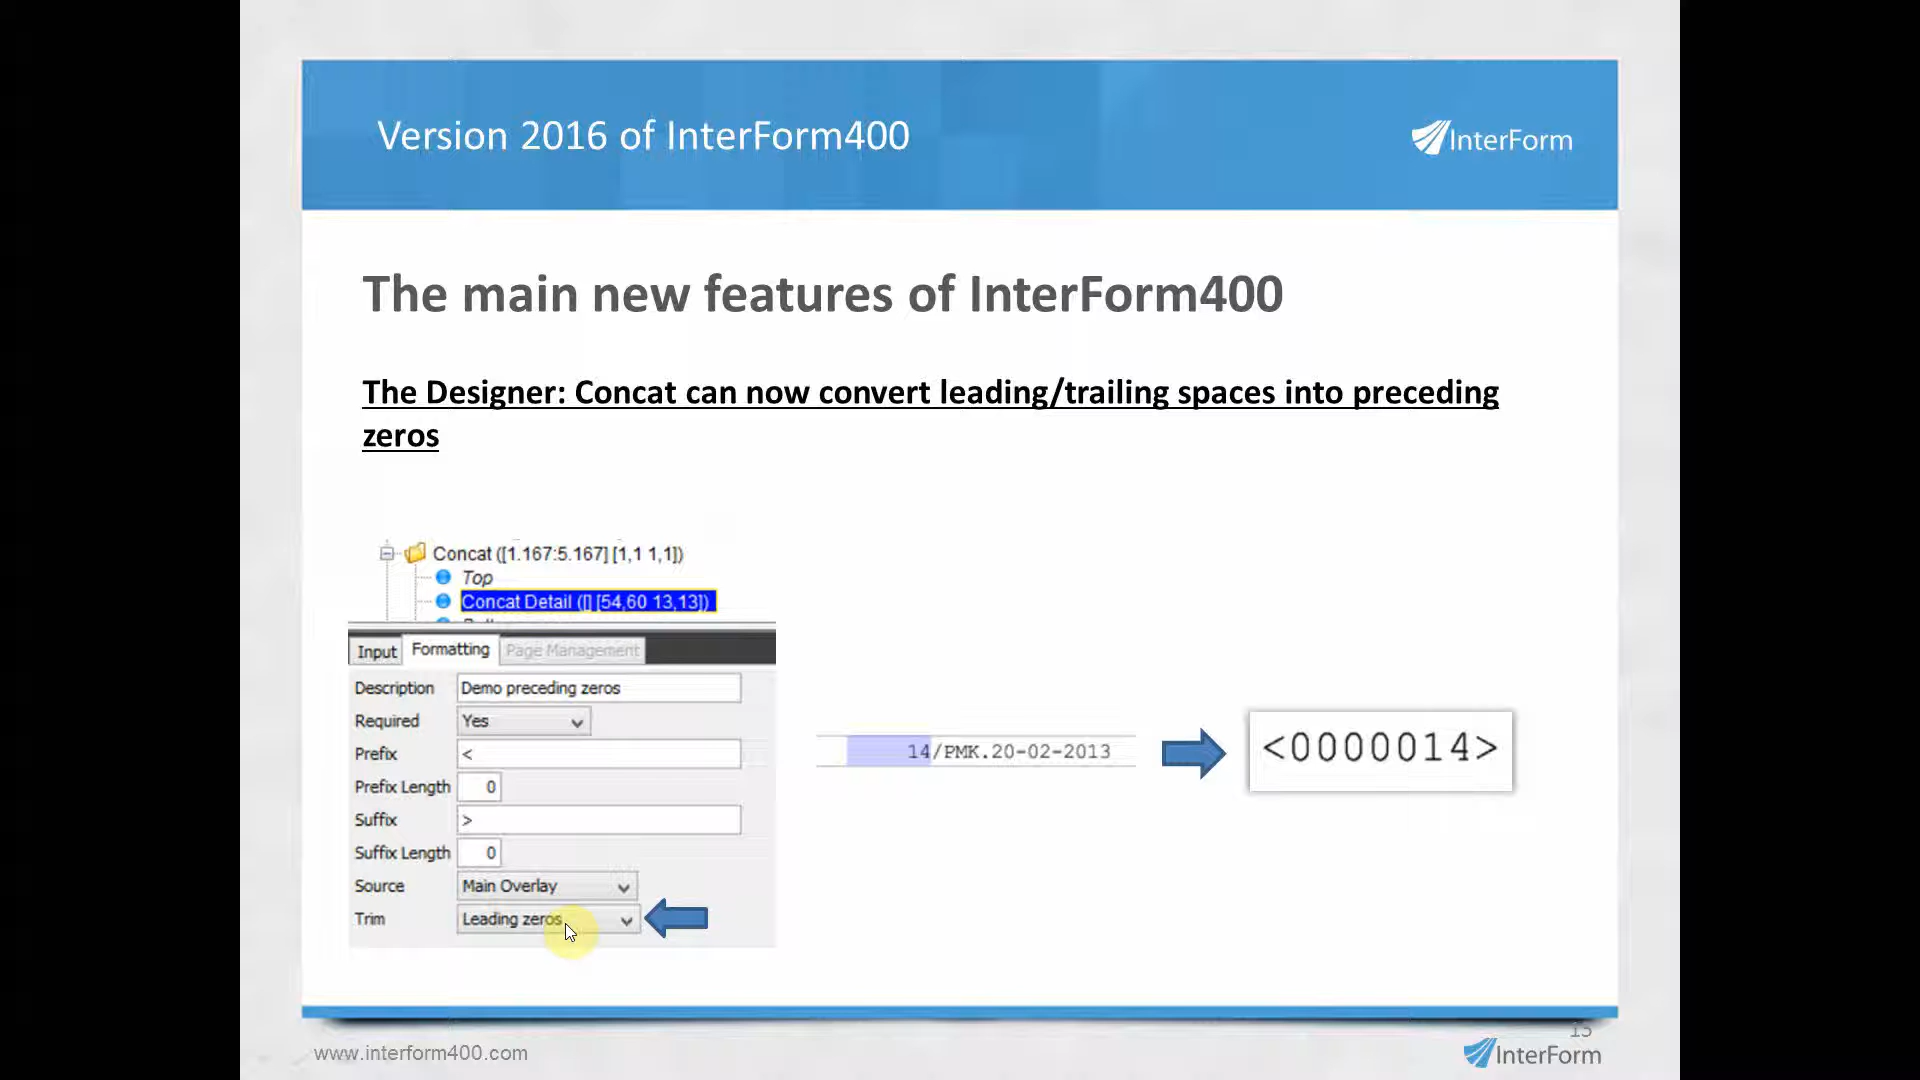 Version 2016 of InterForm400
InterForm
The main new features of InterForm400
The Designer: Concat can now convert leading/trailing spaces into preceding
zeros
Concat ([1.167:5.167] [1,1 1,1])
Top
Concat Detail ([] [54,60 13,13])
Input Formatting Page Management
Description Demo preceding zeros
Required Yes
Prefix <
Prefix Length 0
Suffix >
Suffix Length 0
Source Main Overlay
Trim Leading zeros
14/PMK.20-02-2013
<0000014>
15
www.interform400.com
InterForm